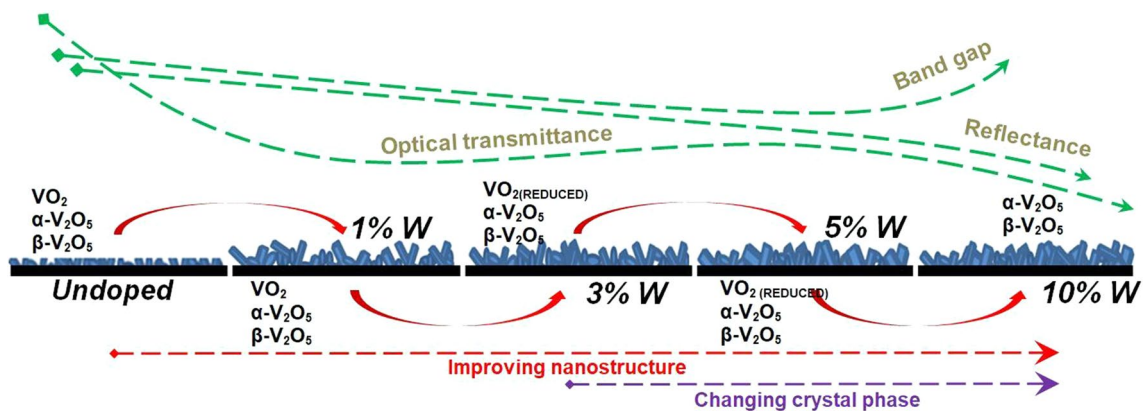 Band gap
Optical transmittance
Reflectance
VO₂
α-V₂O₅
β-V₂O₅
1% W
VO₂(REDUCED)
α-V₂O₅
β-V₂O₅
5% W
α-V₂O₅
β-V₂O₅
Undoped
VO₂
α-V₂O₅
β-V₂O₅
3% W
VO₂ (REDUCED)
α-V₂O₅
β-V₂O₅
10% W
Improving nanostructure
Changing crystal phase